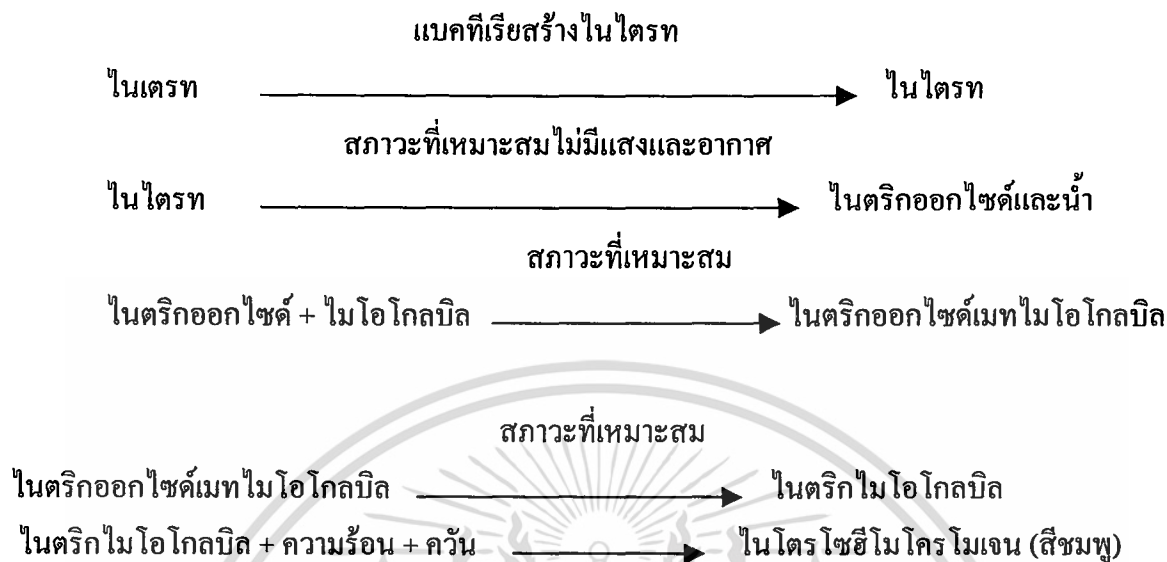 แบคทีเรียสร้างไนไตรท
ไนเตรท ไนไตรท
สภาวะที่เหมาะสมไม่มีแสงและอากาศ
ไนไตรท ไนตริกออกไซด์และน้ำ
สภาวะที่เหมาะสม
ไนตริกออกไซด์ + ไมโอโกลบิล ไนตริกออกไซด์เมทไมโอโกลบิล
สภาวะที่เหมาะสม
ไนตริกออกไซด์เมทไมโอโกลบิล ไนตริกไมโอโกลบิล
ไนตริกไมโอโกลบิล + ความร้อน + ควัน ไนโตรโซฮีโมโครโมเจน (สีชมพู)